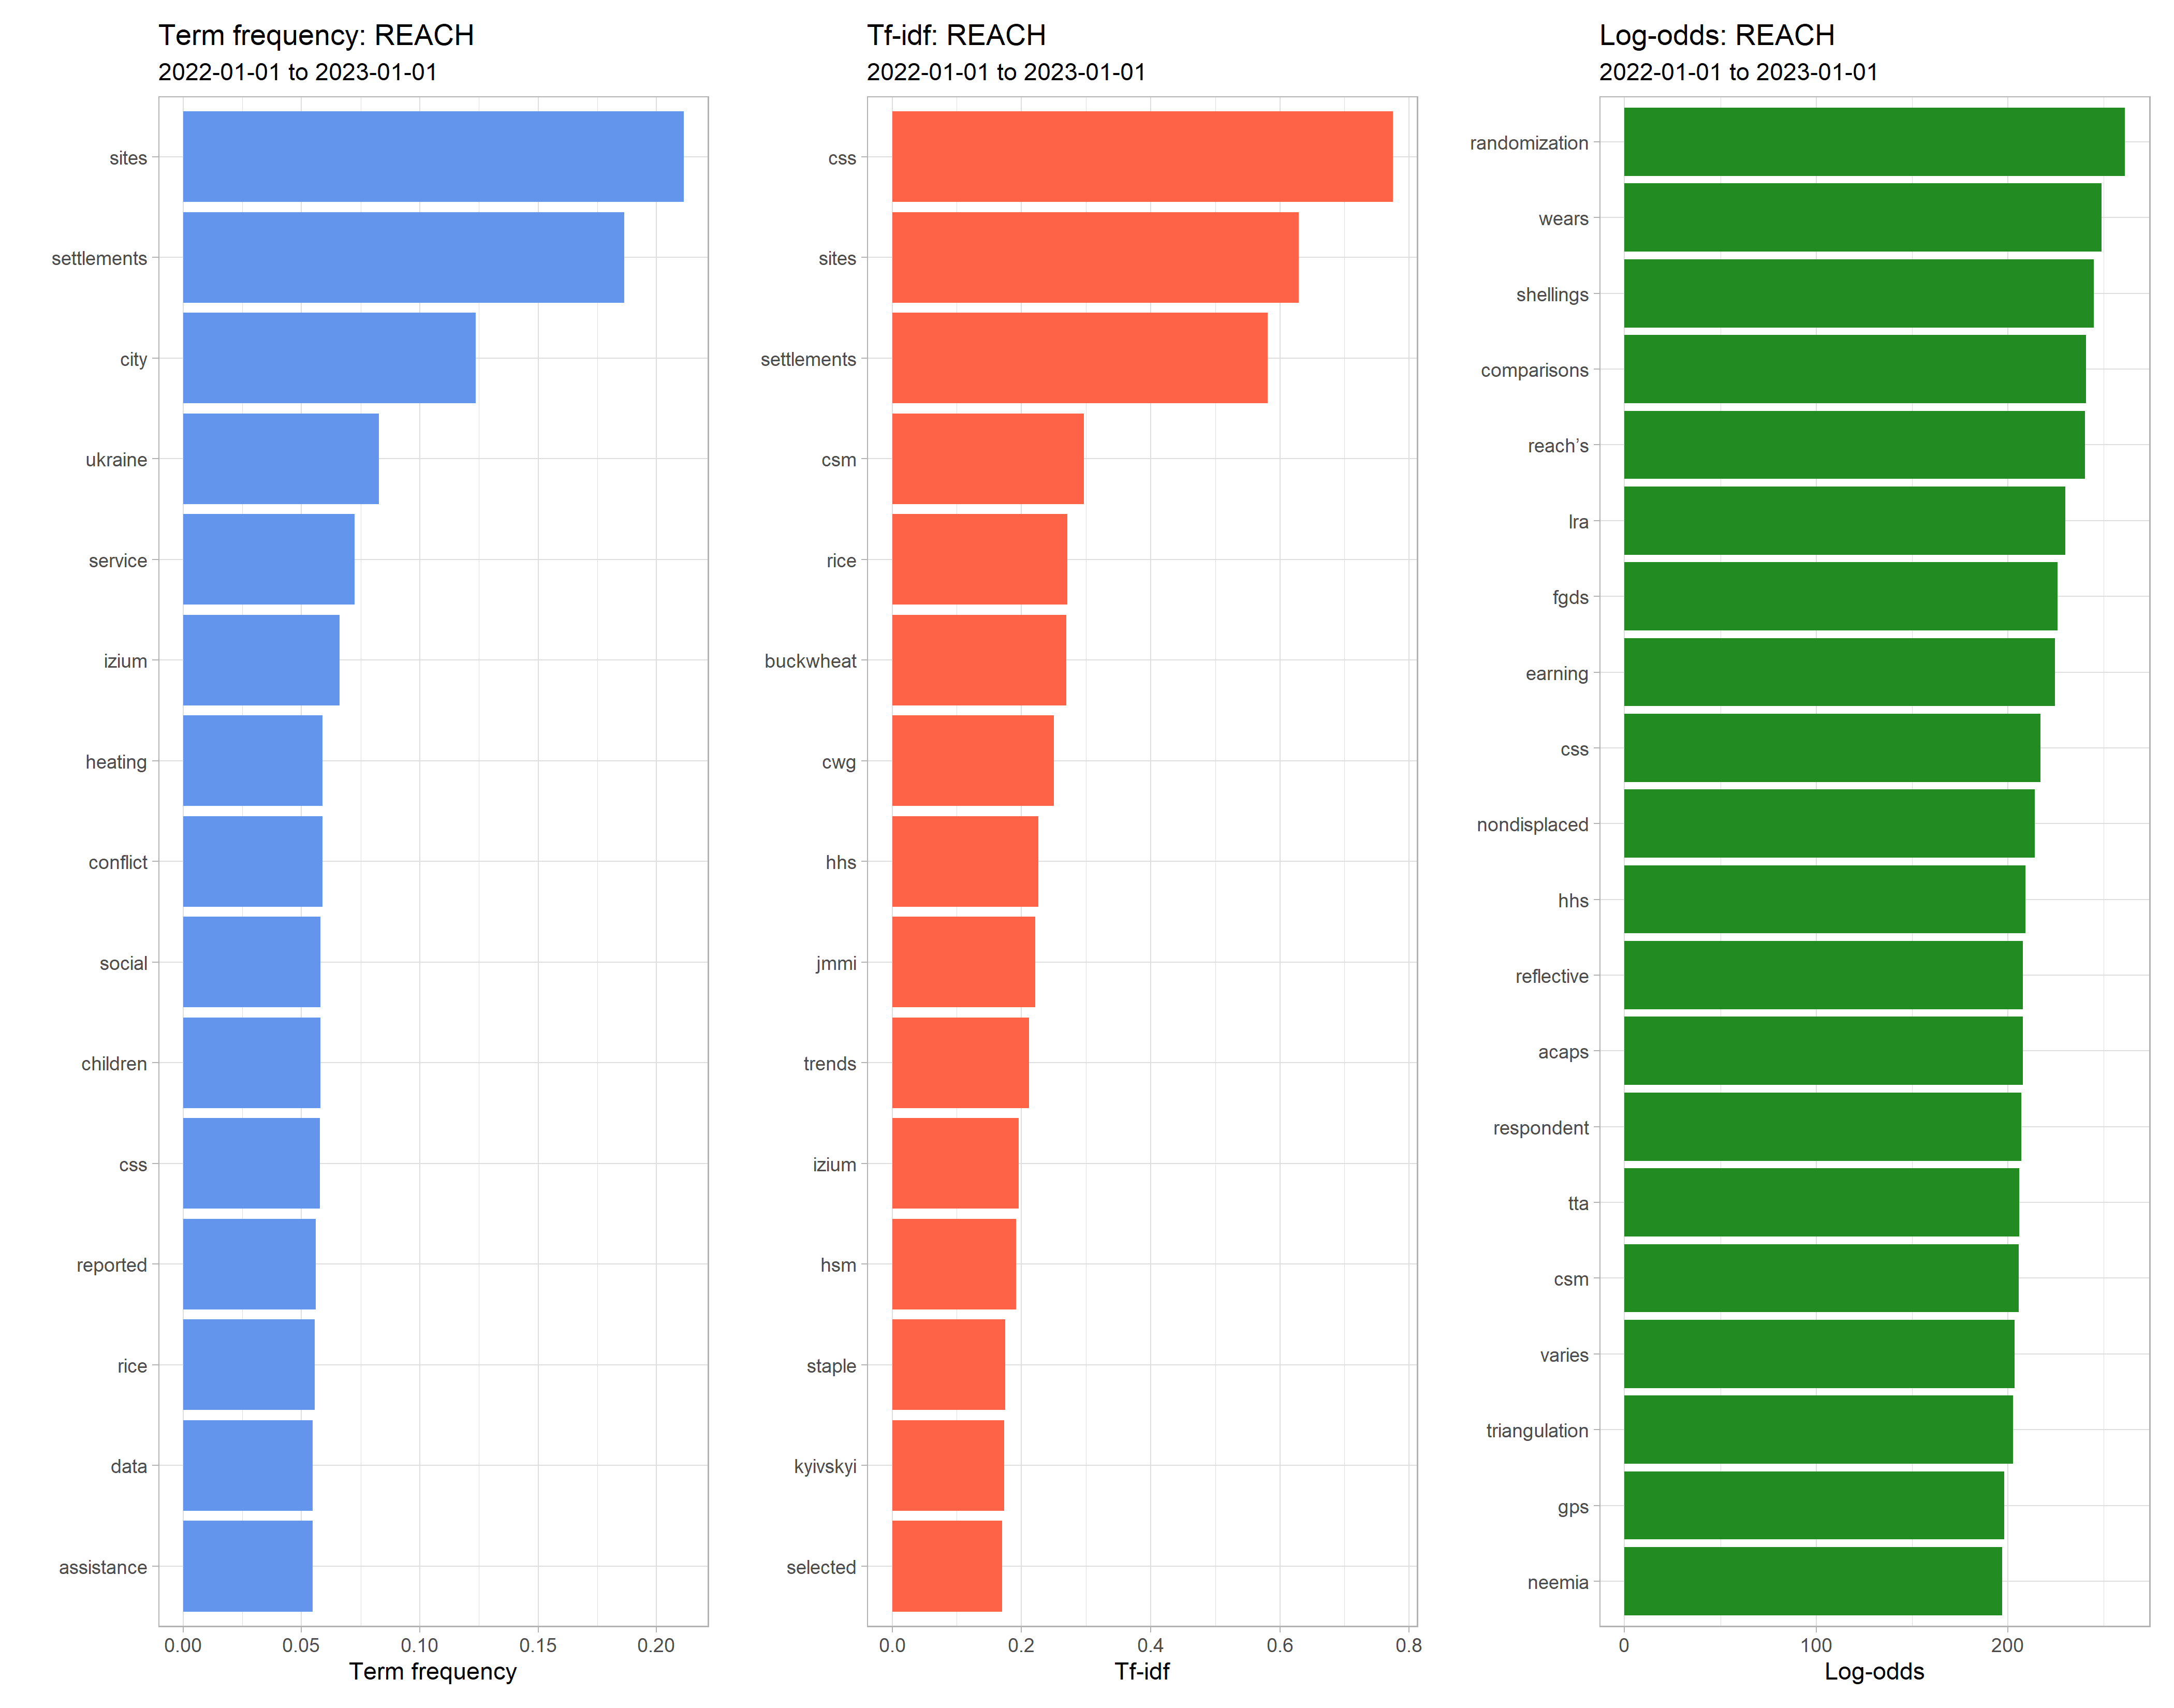 Term frequency: REACH
2022-01-01 to 2023-01-01
sites
settlements
city
ukraine
service
izium
heating
conflict
social
children
css
reported
rice
data
assistance
0.00 0.05 0.10 0.15 0.20
Term frequency
Tf-idf: REACH
2022-01-01 to 2023-01-01
css
sites
settlements
csm
rice
buckwheat
cwg
hhs
jmmi
trends
izium
hsm
staple
kyivskyi
selected
0.0 0.2 0.4 0.6 0.8
Tf-idf
Log-odds: REACH
2022-01-01 to 2023-01-01
randomization
wears
shellings
comparisons
reach’s
lra
fgds
earning
css
nondisplaced
hhs
reflective
acaps
respondent
tta
csm
varies
triangulation
gps
neemia
0 100 200
Log-odds